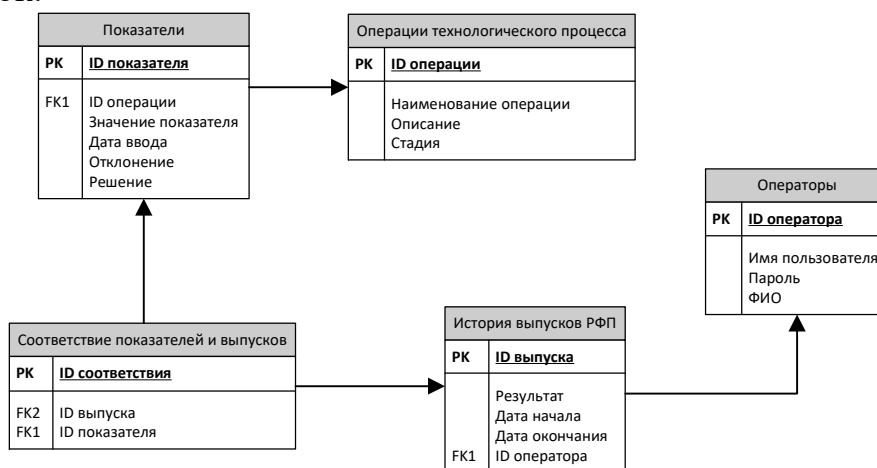 Показатели
PK ID показателя
FK1 ID операции
Значение показателя
Дата ввода
Отклонение
Решение
Операции технологического процесса
PK ID операции
Наименование операции
Описание
Стадия
Операторы
PK ID оператора
Имя пользователя
Пароль
ФИО
Соответствие показателей и выпусков
PK ID соответствия
FK2 ID выпуска
FK1 ID показателя
История выпусков РФП
PK ID выпуска
Результат
Дата начала
Дата окончания
FK1 ID оператора